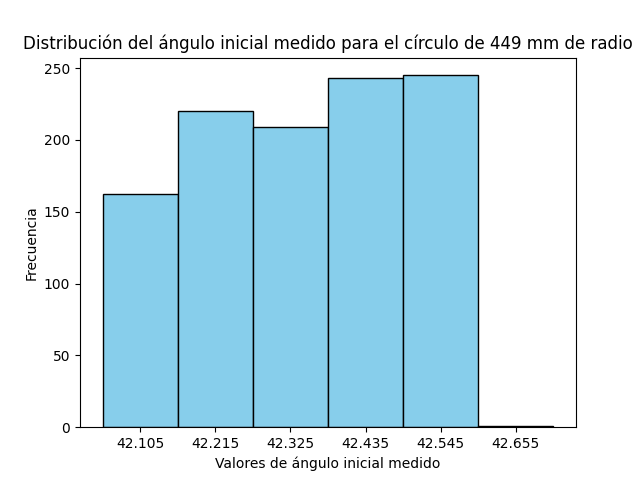 Distribución del ángulo inicial medido para el círculo de 449 mm de radio
250
200
150
100
50
0
Frecuencia
42.105 42.215 42.325 42.435 42.545 42.655
Valores de ángulo inicial medido